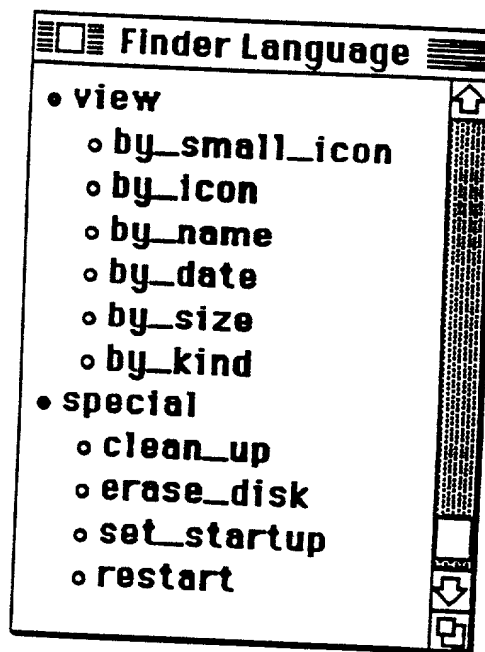 Finder Language
view
by_small_icon
by_icon
by_name
by_date
by_size
by_kind
special
clean_up
erase_disk
set_startup
restart